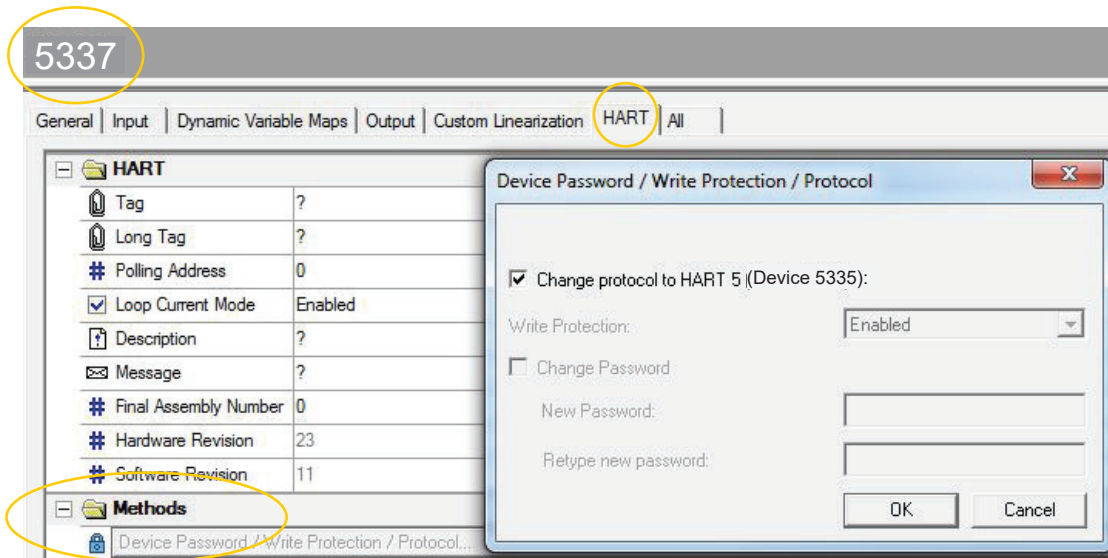 5337
General Input Dynamic Variable Maps Output Custom Linearization HART All
HART
Tag ?
Long Tag ?
# Polling Address 0
Loop Current Mode Enabled
Description ?
Message ?
# Final Assembly Number 0
# Hardware Revision 23
# Software Revision 11
Methods
Device Password / Write Protection / Protocol...
Device Password / Write Protection / Protocol
Change protocol to HART 5 (Device 5335):
Write Protection: Enabled
Change Password
New Password:
Retype new password:
OK Cancel